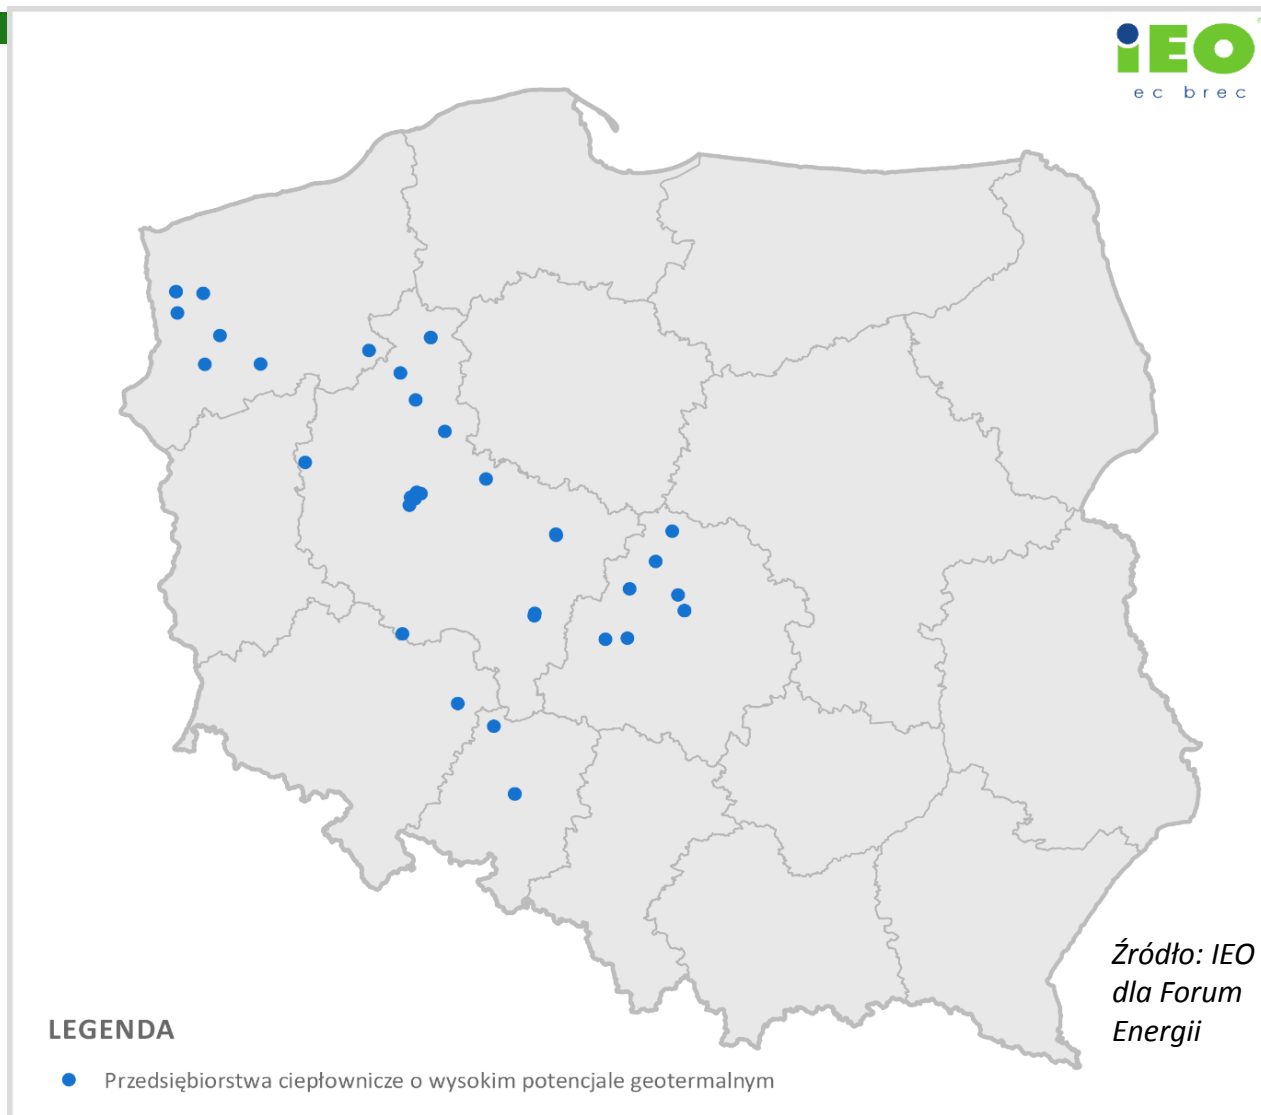 iEO
ec brec
Źródło: IEO
dla Forum
Energii
LEGENDA
Przedsiębiorstwa ciepłownicze o wysokim potencjale geotermalnym